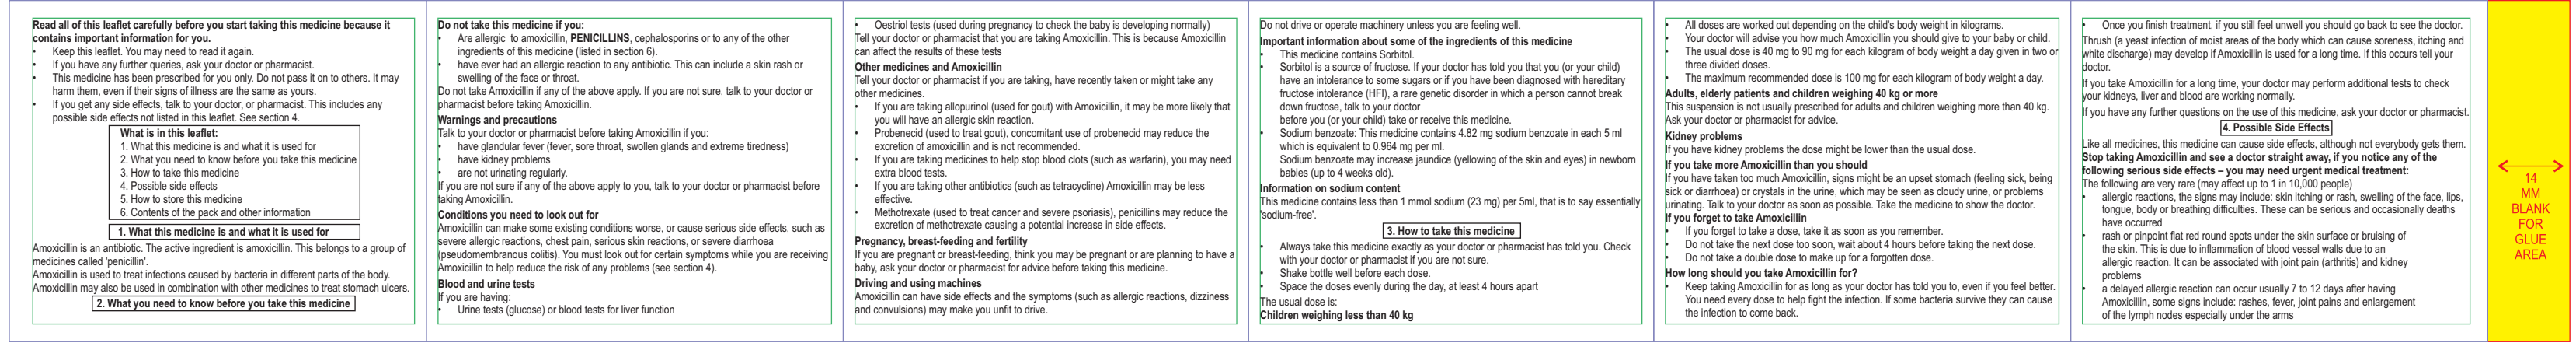 Read all of this leaflet carefully before you start taking this medicine because it
contains important information for you.
• Keep this leaflet. You may need to read it again.
• If you have any further queries, ask your doctor or pharmacist.
• This medicine has been prescribed for you only. Do not pass it on to others. It may
harm them, even if their signs of illness are the same as yours.
• If you get any side effects, talk to your doctor, or pharmacist. This includes any
possible side effects not listed in this leaflet. See section 4.
What is in this leaflet:
1. What this medicine is and what it is used for
2. What you need to know before you take this medicine
3. How to take this medicine
4. Possible side effects
5. How to store this medicine
6. Contents of the pack and other information
1. What this medicine is and what it is used for
Amoxicillin is an antibiotic. The active ingredient is amoxicillin. This belongs to a group of
medicines called 'penicillin'.
Amoxicillin is used to treat infections caused by bacteria in different parts of the body.
Amoxicillin may also be used in combination with other medicines to treat stomach ulcers.
2. What you need to know before you take this medicine
Do not take this medicine if you:
• Are allergic to amoxicillin, PENICILLINS, cephalosporins or to any of the other
ingredients of this medicine (listed in section 6).
• have ever had an allergic reaction to any antibiotic. This can include a skin rash or
swelling of the face or throat.
Do not take Amoxicillin if any of the above apply. If you are not sure, talk to your doctor or
pharmacist before taking Amoxicillin.
Warnings and precautions
Talk to your doctor or pharmacist before taking Amoxicillin if you:
• have glandular fever (fever, sore throat, swollen glands and extreme tiredness)
• have kidney problems
• are not urinating regularly.
If you are not sure if any of the above apply to you, talk to your doctor or pharmacist before
taking Amoxicillin.
Conditions you need to look out for
Amoxicillin can make some existing conditions worse, or cause serious side effects, such as
severe allergic reactions, chest pain, serious skin reactions, or severe diarrhoea
(pseudomembranous colitis). You must look out for certain symptoms while you are receiving
Amoxicillin to help reduce the risk of any problems (see section 4).
Blood and urine tests
If you are having:
• Urine tests (glucose) or blood tests for liver function
• Oestriol tests (used during pregnancy to check the baby is developing normally)
Tell your doctor or pharmacist that you are taking Amoxicillin. This is because Amoxicillin
can affect the results of these tests
Other medicines and Amoxicillin
Tell your doctor or pharmacist if you are taking, have recently taken or might take any
other medicines.
• If you are taking allopurinol (used for gout) with Amoxicillin, it may be more likely that
you will have an allergic skin reaction.
• Probenecid (used to treat gout), concomitant use of probenecid may reduce the
excretion of amoxicillin and is not recommended.
• If you are taking medicines to help stop blood clots (such as warfarin), you may need
extra blood tests.
• If you are taking other antibiotics (such as tetracycline) Amoxicillin may be less
effective.
• Methotrexate (used to treat cancer and severe psoriasis), penicillins may reduce the
excretion of methotrexate causing a potential increase in side effects.
Pregnancy, breast-feeding and fertility
If you are pregnant or breast-feeding, think you may be pregnant or are planning to have a
baby, ask your doctor or pharmacist for advice before taking this medicine.
Driving and using machines
Amoxicillin can have side effects and the symptoms (such as allergic reactions, dizziness
and convulsions) may make you unfit to drive.
Do not drive or operate machinery unless you are feeling well.
Important information about some of the ingredients of this medicine
• This medicine contains Sorbitol.
• Sorbitol is a source of fructose. If your doctor has told you that you (or your child)
have an intolerance to some sugars or if you have been diagnosed with hereditary
fructose intolerance (HFI), a rare genetic disorder in which a person cannot break
down fructose, talk to your doctor
before you (or your child) take or receive this medicine.
• Sodium benzoate: This medicine contains 4.82 mg sodium benzoate in each 5 ml
which is equivalent to 0.964 mg per ml.
Sodium benzoate may increase jaundice (yellowing of the skin and eyes) in newborn
babies (up to 4 weeks old).
Information on sodium content
This medicine contains less than 1 mmol sodium (23 mg) per 5ml, that is to say essentially
'sodium-free'.
3. How to take this medicine
• Always take this medicine exactly as your doctor or pharmacist has told you. Check
with your doctor or pharmacist if you are not sure.
• Shake bottle well before each dose.
• Space the doses evenly during the day, at least 4 hours apart
The usual dose is:
Children weighing less than 40 kg
• All doses are worked out depending on the child's body weight in kilograms.
• Your doctor will advise you how much Amoxicillin you should give to your baby or child.
• The usual dose is 40 mg to 90 mg for each kilogram of body weight a day given in two or
three divided doses.
• The maximum recommended dose is 100 mg for each kilogram of body weight a day.
Adults, elderly patients and children weighing 40 kg or more
This suspension is not usually prescribed for adults and children weighing more than 40 kg.
Ask your doctor or pharmacist for advice.
Kidney problems
If you have kidney problems the dose might be lower than the usual dose.
If you take more Amoxicillin than you should
If you have taken too much Amoxicillin, signs might be an upset stomach (feeling sick, being
sick or diarrhoea) or crystals in the urine, which may be seen as cloudy urine, or problems
urinating. Talk to your doctor as soon as possible. Take the medicine to show the doctor.
If you forget to take Amoxicillin
• If you forget to take a dose, take it as soon as you remember.
• Do not take the next dose too soon, wait about 4 hours before taking the next dose.
• Do not take a double dose to make up for a forgotten dose.
How long should you take Amoxicillin for?
• Keep taking Amoxicillin for as long as your doctor has told you to, even if you feel better.
You need every dose to help fight the infection. If some bacteria survive they can cause
the infection to come back.
• Once you finish treatment, if you still feel unwell you should go back to see the doctor.
Thrush (a yeast infection of moist areas of the body which can cause soreness, itching and
white discharge) may develop if Amoxicillin is used for a long time. If this occurs tell your
doctor.
If you take Amoxicillin for a long time, your doctor may perform additional tests to check
your kidneys, liver and blood are working normally.
If you have any further questions on the use of this medicine, ask your doctor or pharmacist.
4. Possible Side Effects
Like all medicines, this medicine can cause side effects, although not everybody gets them.
Stop taking Amoxicillin and see a doctor straight away, if you notice any of the
following serious side effects – you may need urgent medical treatment:
The following are very rare (may affect up to 1 in 10,000 people)
• allergic reactions, the signs may include: skin itching or rash, swelling of the face, lips,
tongue, body or breathing difficulties. These can be serious and occasionally deaths
have occurred
• rash or pinpoint flat red round spots under the skin surface or bruising of
the skin. This is due to inflammation of blood vessel walls due to an
allergic reaction. It can be associated with joint pain (arthritis) and kidney
problems
• a delayed allergic reaction can occur usually 7 to 12 days after having
Amoxicillin, some signs include: rashes, fever, joint pains and enlargement
of the lymph nodes especially under the arms
14
MM
BLANK
FOR
GLUE
AREA